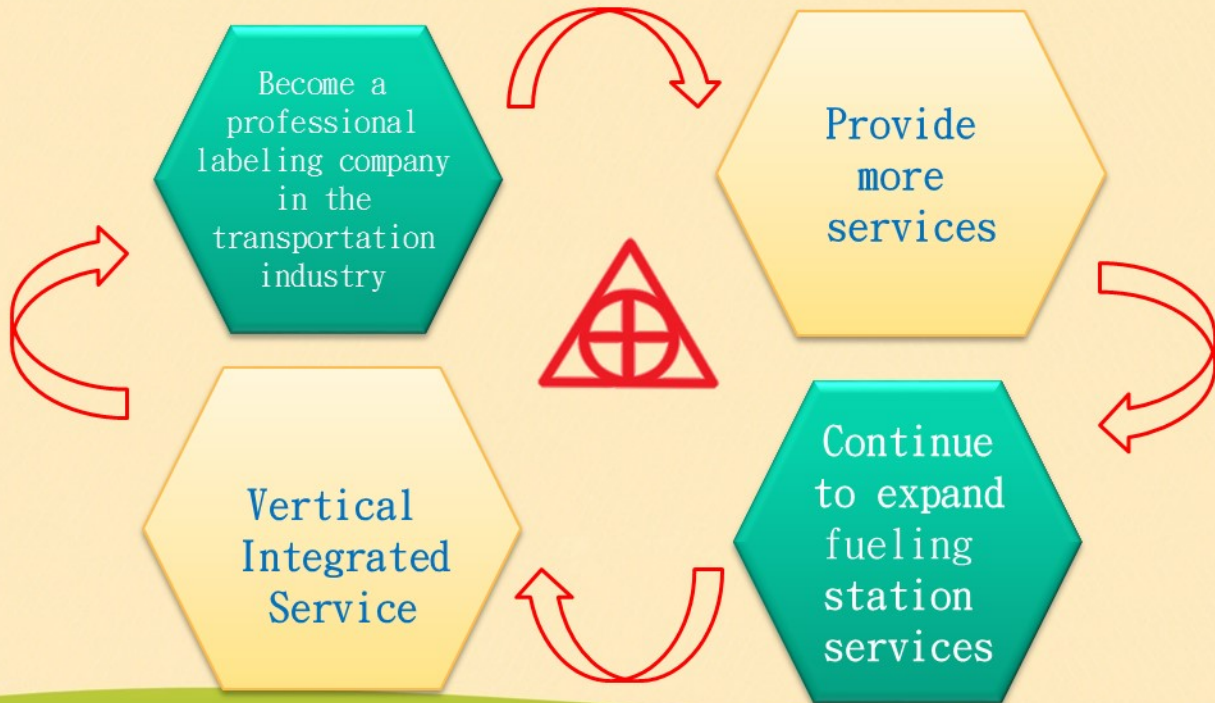 Become a
professional
labeling company
in the
transportation
industry
Provide
more
services
Continue
to expand
fueling
station
services
Vertical
Integrated
Service